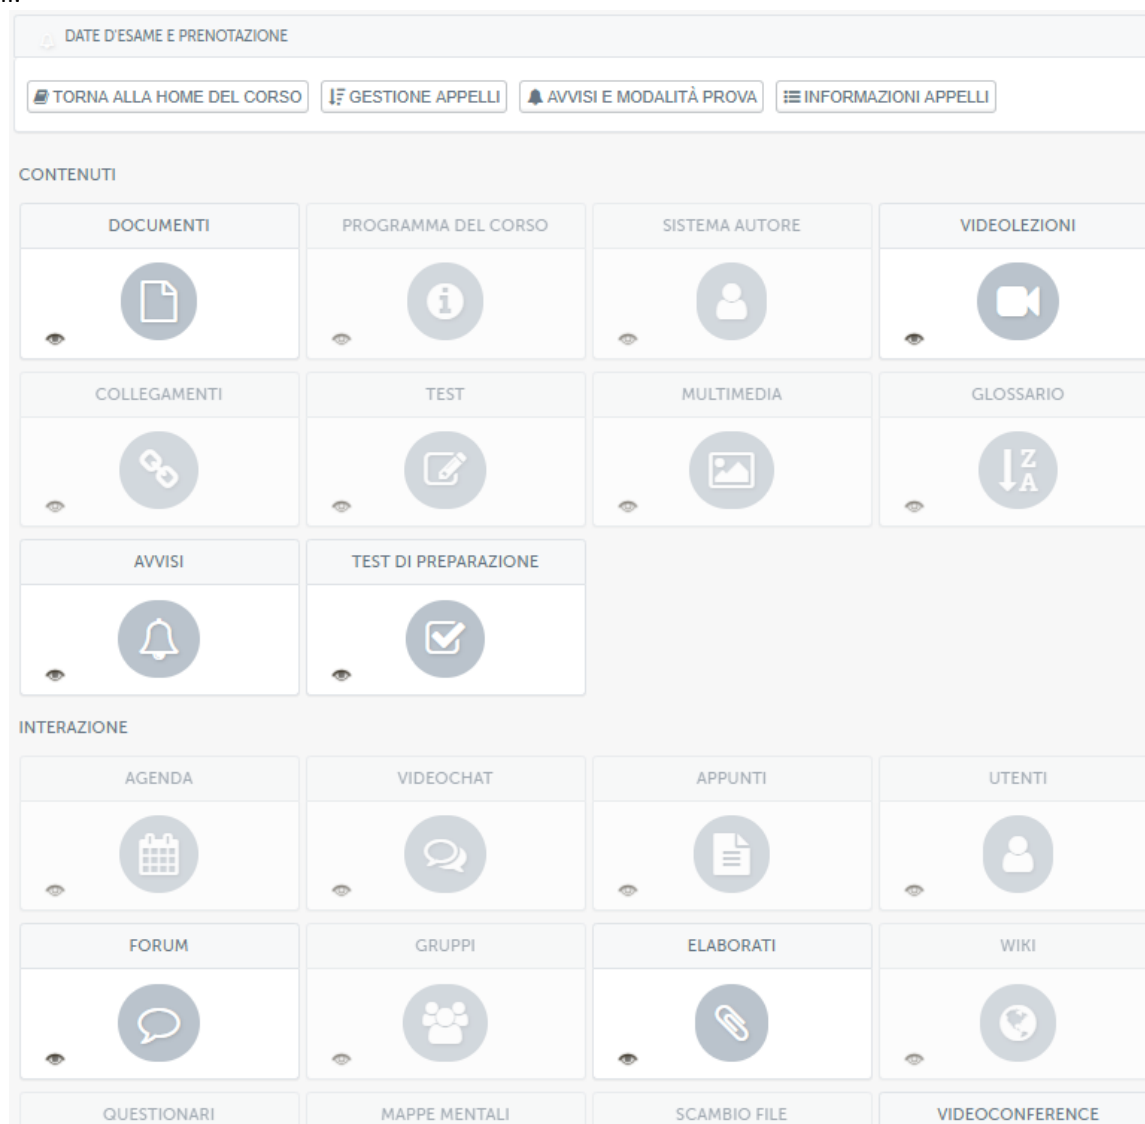 ...
DATE D'ESAME E PRENOTAZIONE
TORNA ALLA HOME DEL CORSO GESTIONE APPELLI AVVISI E MODALITÀ PROVA INFORMAZIONI APPELLI
CONTENUTI
DOCUMENTI PROGRAMMA DEL CORSO SISTEMA AUTORE VIDEOLEZIONI
COLLEGAMENTI TEST MULTIMEDIA GLOSSARIO
Z
A
AVVISI TEST DI PREPARAZIONE
INTERAZIONE
AGENDA VIDEOCHAT APPUNTI UTENTI
FORUM GRUPPI ELABORATI WIKI
QUESTIONARI MAPPE MENTALI SCAMBIO FILE VIDEOCONFERENCE